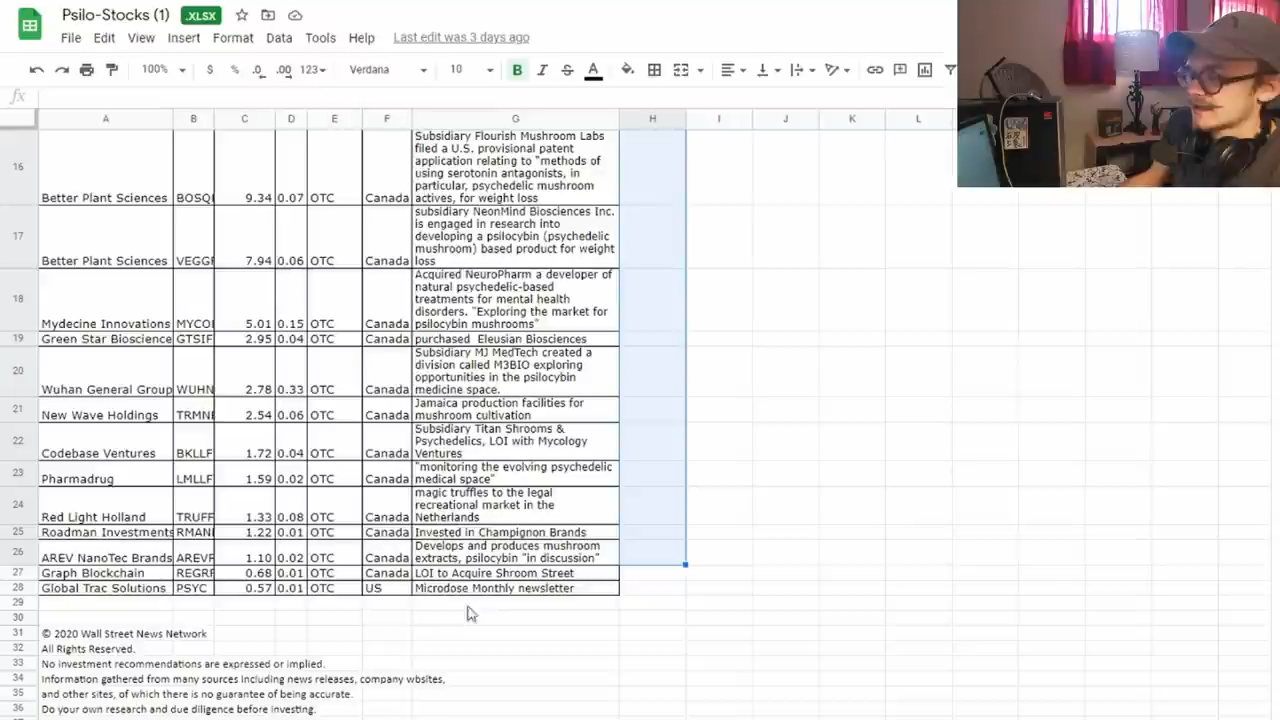 Psilo-Stocks (1) .XLSX
File Edit View Insert Format Data Tools Help Last edit was 3 days ago
100% $ % .0 .00 123 Verdana 10 B I S A
fx
A B C D E F G H I J K L
Subsidiary Flourish Mushroom Labs
filed a U.S. provisional patent
application relating to "methods of
using serotonin antagonists, in
particular, psychedelic mushroom
16 Better Plant Sciences BOSQ 9.34 0.07 OTC Canada actives, for weight loss
subsidiary NeonMind Biosciences Inc.
is engaged in research into
developing a psilocybin (psychedelic
mushroom) based product for weight
17 Better Plant Sciences VEGGF 7.94 0.06 OTC Canada loss
Acquired NeuroPharm a developer of
natural psychedelic-based
treatments for mental health
disorders. "Exploring the market for
18 Mydecine Innovations MYCO 5.01 0.15 OTC Canada psilocybin mushrooms"
19 Green Star Bioscience GTSIF 2.95 0.04 OTC Canada purchased Eleusian Biosciences
Subsidiary MJ MedTech created a
division called M3BIO exploring
opportunities in the psilocybin
20 Wuhan General Group WUHN 2.78 0.33 OTC Canada medicine space.
Jamaica production facilities for
21 New Wave Holdings TRMN 2.54 0.06 OTC Canada mushroom cultivation
Subsidiary Titan Shrooms &
Psychedelics, LOI with Mycology
22 Codebase Ventures BKLLF 1.72 0.04 OTC Canada Ventures
"monitoring the evolving psychedelic
23 Pharmadrug LMLLF 1.59 0.02 OTC Canada medical space"
magic truffles to the legal
recreational market in the
24 Red Light Holland TRUFF 1.33 0.08 OTC Canada Netherlands
25 Roadman Investments RMAN 1.22 0.01 OTC Canada Invested in Champignon Brands
Develops and produces mushroom
26 AREV NanoTec Brands AREVF 1.10 0.02 OTC Canada extracts, psilocybin "in discussion"
27 Graph Blockchain REGRF 0.68 0.01 OTC Canada LOI to Acquire Shroom Street
28 Global Trac Solutions PSYC 0.57 0.01 OTC US Microdose Monthly newsletter
29
30
31 © 2020 Wall Street News Network
32 All Rights Reserved.
33 No investment recommendations are expressed or implied.
34 Information gathered from many sources including news releases, company wbsites,
35 and other sites, of which there is no guarantee of being accurate.
36 Do your own research and due diligence before investing.